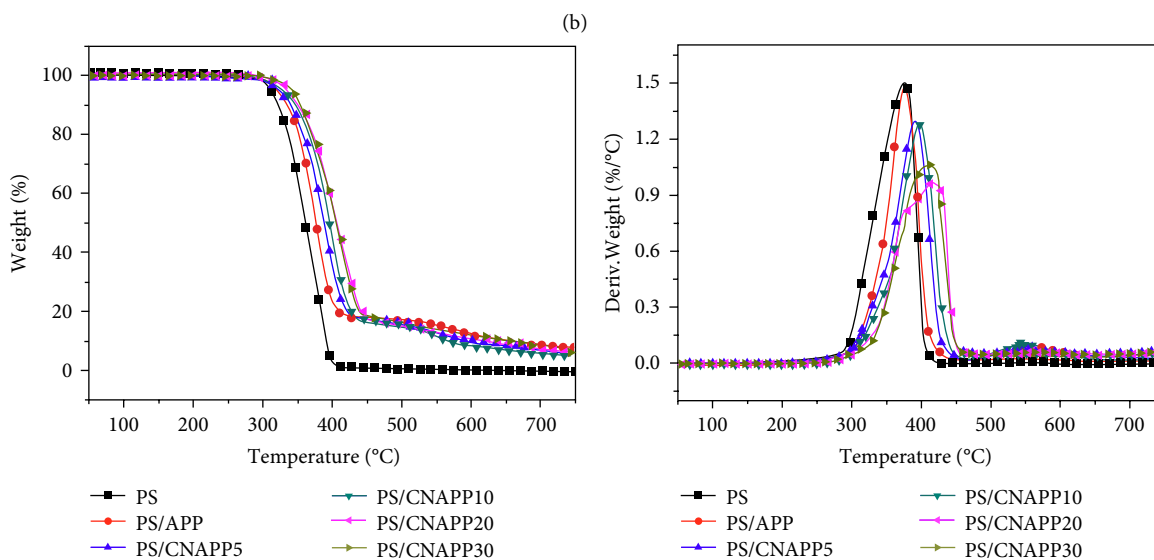 (b)
100
80
60
40
20
0
Weight (%)
100 200 300 400 500 600 700
Temperature (°C)
PS PS/CNAPP10
PS/APP PS/CNAPP20
PS/CNAPP5 PS/CNAPP30
1.5
1.2
0.9
0.6
0.3
0.0
Deriv.Weight (%/°C)
100 200 300 400 500 600 700
Temperature (°C)
PS PS/CNAPP10
PS/APP PS/CNAPP20
PS/CNAPP5 PS/CNAPP30